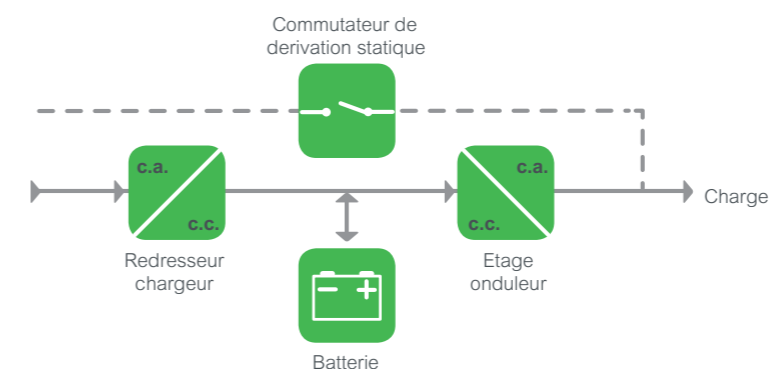 Commutateur de
derivation statique
c.a.
c.c.
Redresseur
chargeur
Batterie
c.a.
c.c.
Etage
onduleur
Charge